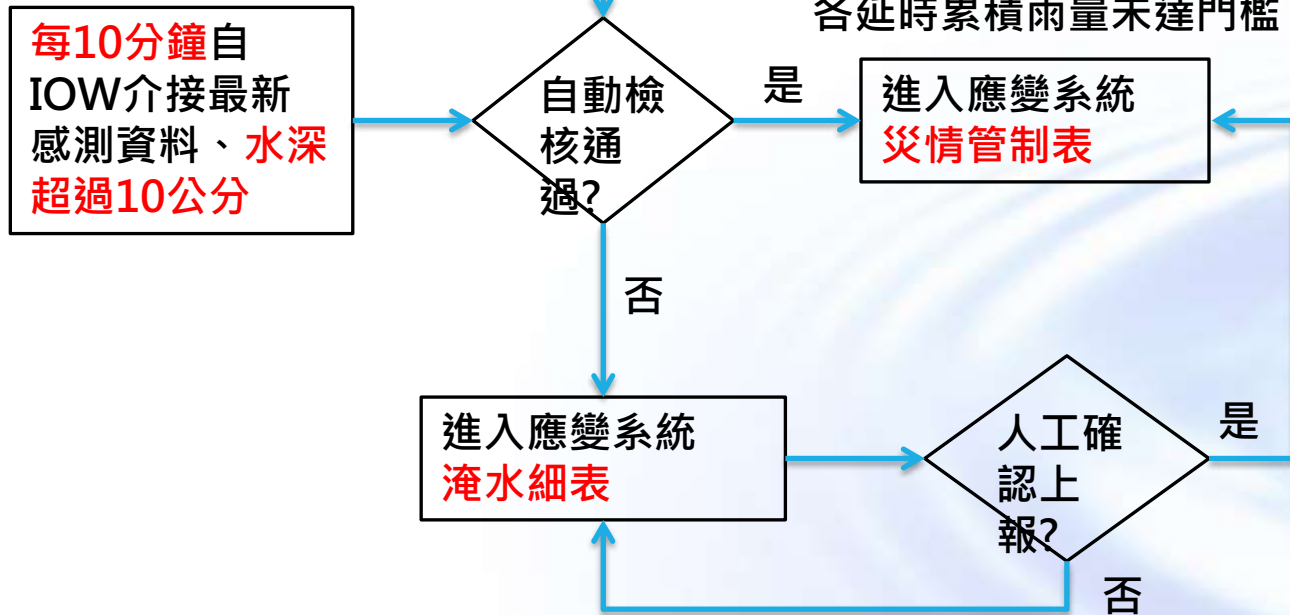 各延時累積雨量未達門檻
每10分鐘自
IOW介接最新
感測資料、水深
超過10公分
自動檢
核通
過?
是
進入應變系統
災情管制表
否
進入應變系統
淹水細表
人工確
認上
報?
是
否